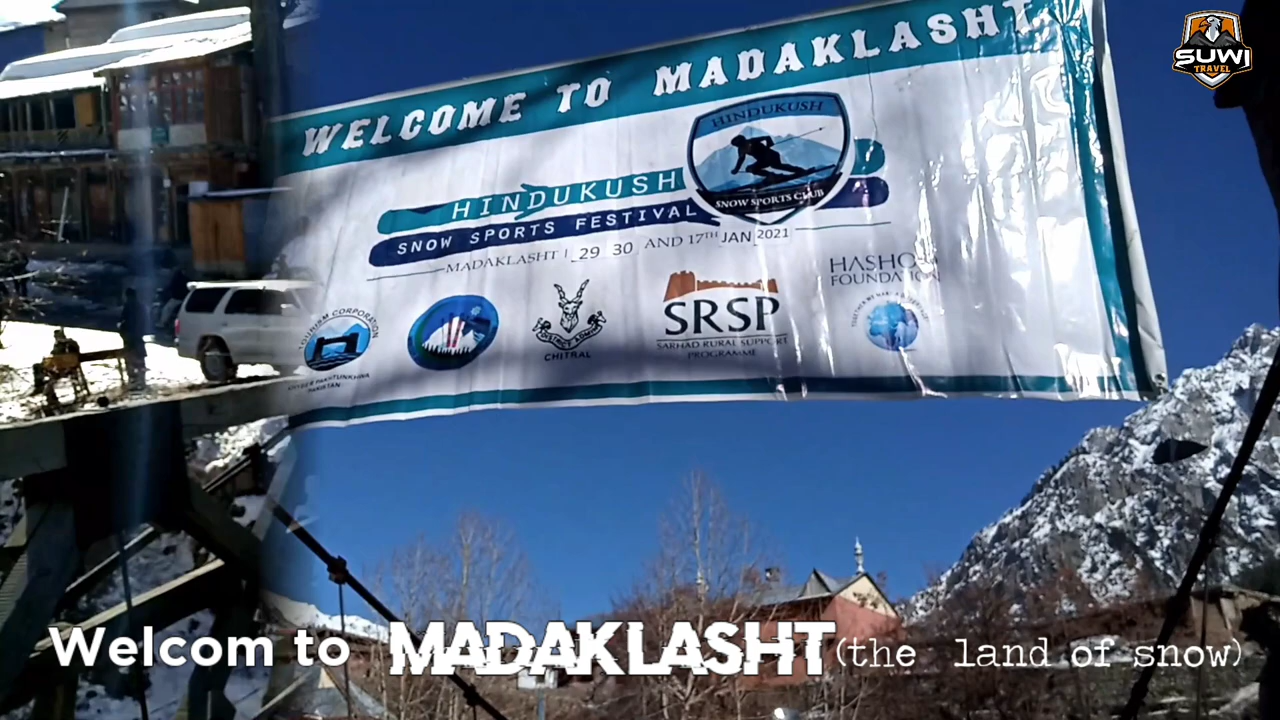 SUWI
TRAVEL
WELCOME TO MADAKLASHT
HINDUKUSH
SNOW SPORTS CLUB
HINDUKUSH
SNOW SPORTS FESTIVAL
MADAKLASHT | 29 30 AND 17TH JAN 2021
TOURISM CORPORATION
KHYBER PAKHTUNKHWA
PAKISTAN
DISTRICT ADMIN
CHITRAL
SRSP
SARHAD RURAL SUPPORT
PROGRAMME
HASHOO
FOUNDATION
Welcom to MADAKLASHT (the land of snow)